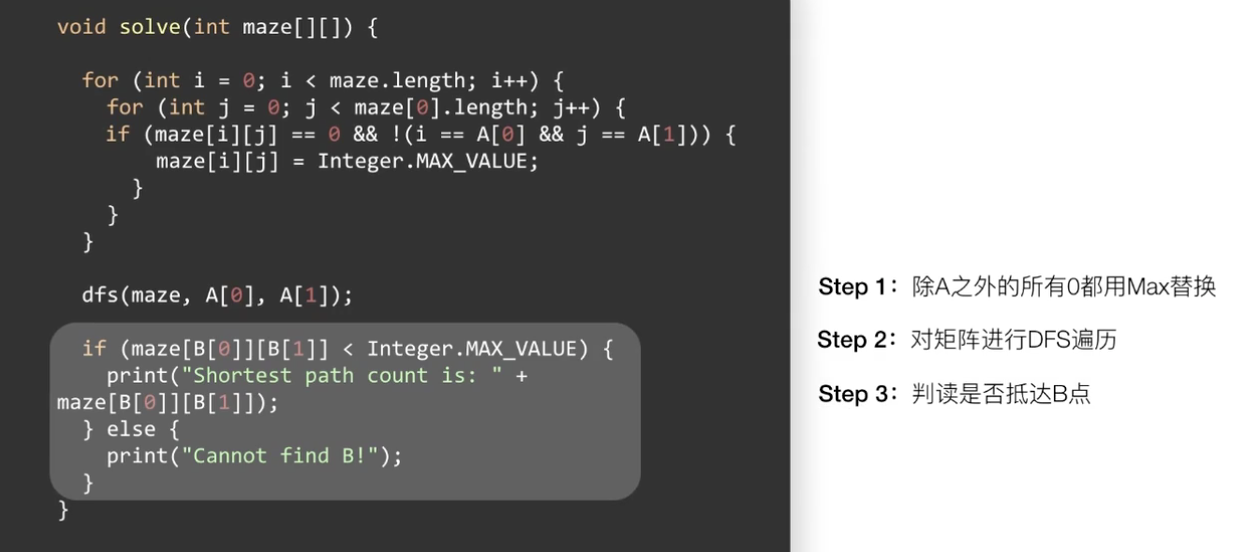 void solve(int maze[][]) {
for (int i = 0; i < maze.length; i++) {
for (int j = 0; j < maze[0].length; j++) {
if (maze[i][j] == 0 && !(i == A[0] && j == A[1])) {
maze[i][j] = Integer.MAX_VALUE;
}
}
}
dfs(maze, A[0], A[1]);
if (maze[B[0]][B[1]] < Integer.MAX_VALUE) {
print("Shortest path count is: " +
maze[B[0]][B[1]]);
} else {
print("Cannot find B!");
}
}
Step 1：除A之外的所有0都用Max替换
Step 2：对矩阵进行DFS遍历
Step 3：判读是否抵达B点